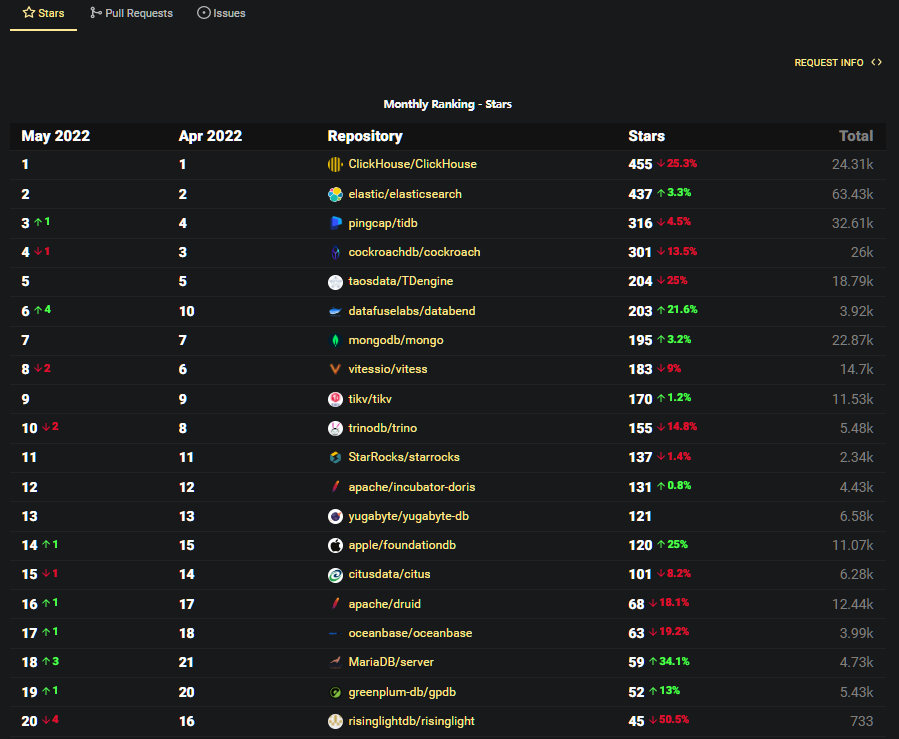 Stars Pull Requests Issues
REQUEST INFO <>
Monthly Ranking - Stars
May 2022 Apr 2022 Repository Stars Total
1 1 ClickHouse/ClickHouse 455 ↓25.3% 24.31k
2 2 elastic/elasticsearch 437 ↑3.3% 63.43k
3 ↑1 4 pingcap/tidb 316 ↓4.5% 32.61k
4 ↓1 3 cockroachdb/cockroach 301 ↓13.5% 26k
5 5 taosdata/TDengine 204 ↓25% 18.79k
6 ↑4 10 datafuselabs/databend 203 ↑21.6% 3.92k
7 7 mongodb/mongo 195 ↑3.2% 22.87k
8 ↓2 6 vitessio/vitess 183 ↓9% 14.7k
9 9 tikv/tikv 170 ↑1.2% 11.53k
10 ↓2 8 trinodb/trino 155 ↓14.8% 5.48k
11 11 StarRocks/starrocks 137 ↓1.4% 2.34k
12 12 apache/incubator-doris 131 ↑0.8% 4.43k
13 13 yugabyte/yugabyte-db 121 6.58k
14 ↑1 15 apple/foundationdb 120 ↑25% 11.07k
15 ↓1 14 citusdata/citus 101 ↓8.2% 6.28k
16 ↑1 17 apache/druid 68 ↓18.1% 12.44k
17 ↑1 18 oceanbase/oceanbase 63 ↓19.2% 3.99k
18 ↑3 21 MariaDB/server 59 ↑34.1% 4.73k
19 ↑1 20 greenplum-db/gpdb 52 ↑13% 5.43k
20 ↓4 16 risinglightdb/risinglight 45 ↓50.5% 733